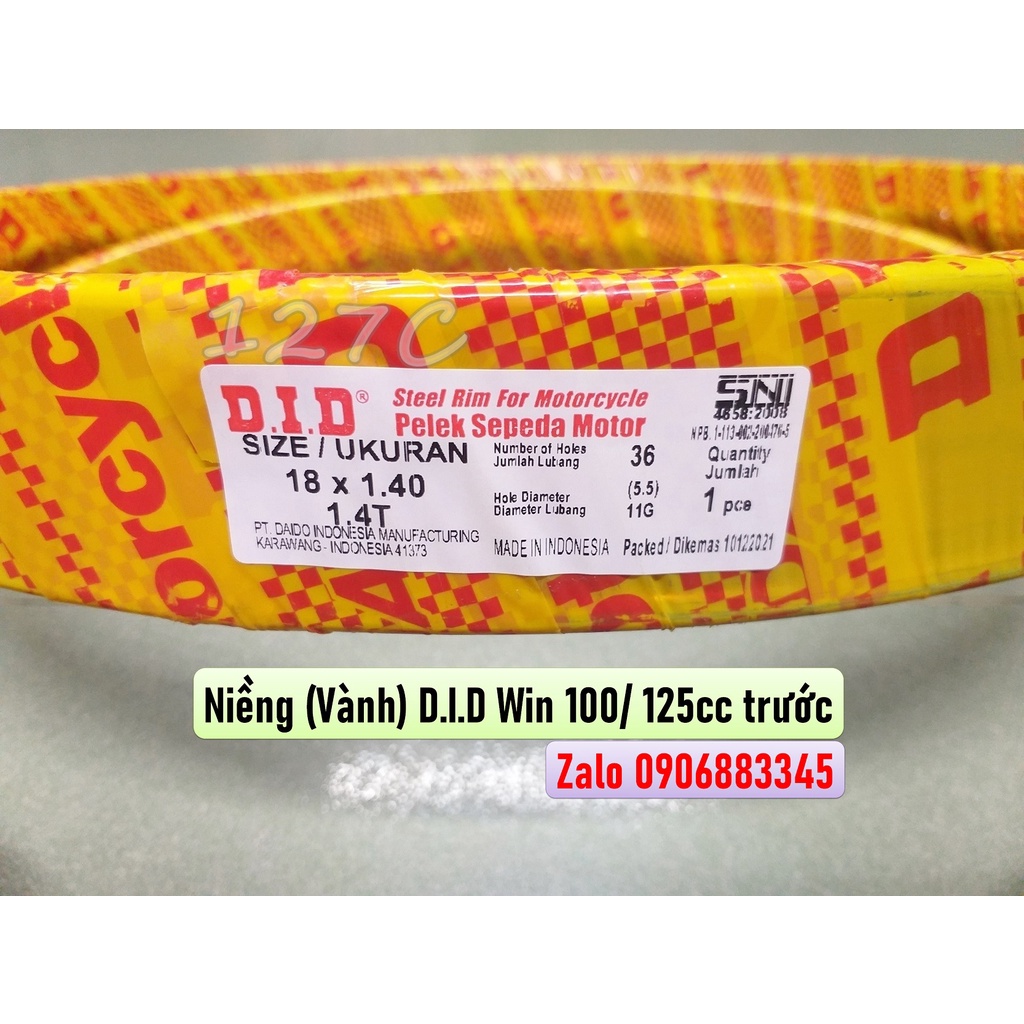 127C
D.I.D®
Steel Rim For Motorcycle
Pelek Sepeda Motor
SNI
4658:2008
SIZE / UKURAN
18 x 1.40
1.4T
Number of Holes
Jumlah Lubang
36
Hole Diameter
Diameter Lubang
(5.5)
11G
Quantity
Jumlah
1 pce
PT. DAIDO INDONESIA MANUFACTURING
KARAWANG - INDONESIA 41373
MADE IN INDONESIA
Packed / Dikemas 10122021
orcyc
D
Niềng (Vành) D.I.D Win 100/ 125cc trước
Zalo 0906883345